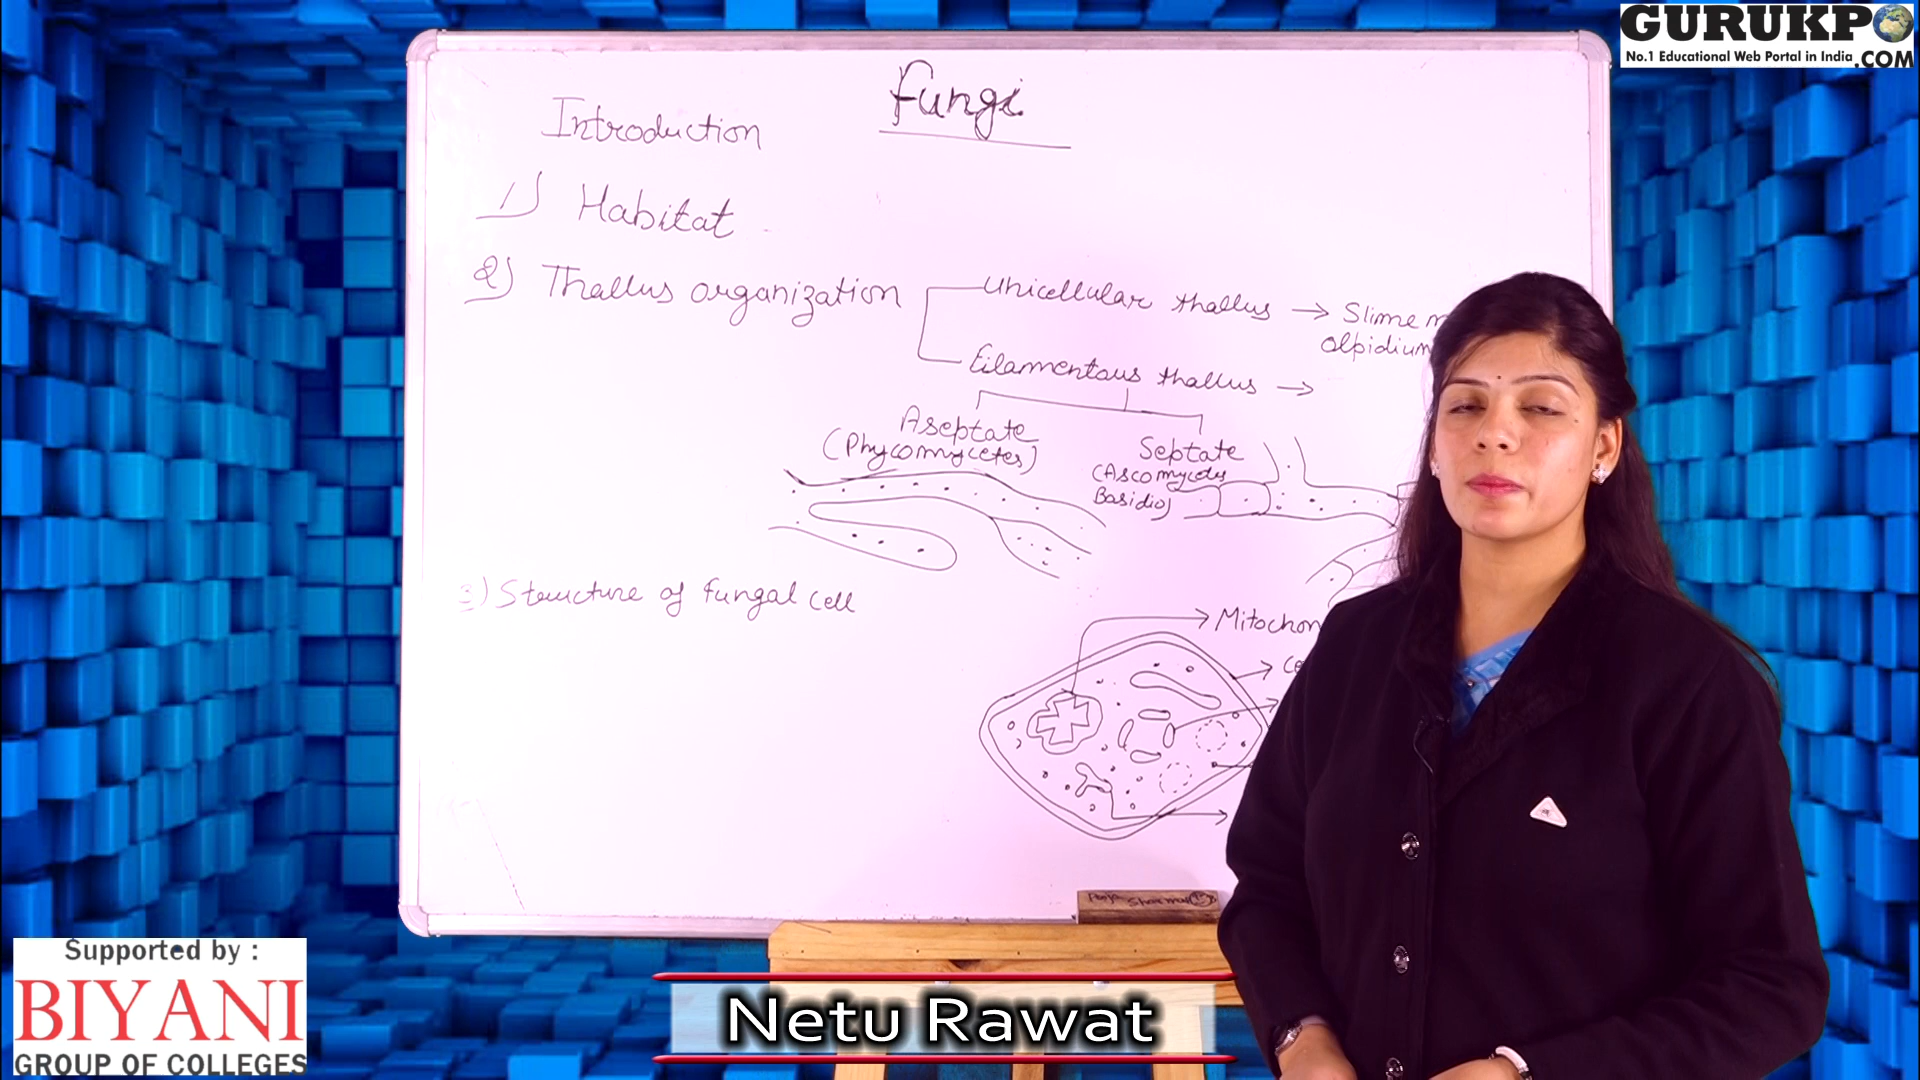 GURUKPO
No.1 Educational Web Portal in India .COM
Fungi
Introduction
1) Habitat
2) Thallus organization
Unicellular thallus → Slime
olpidium
Filamentous thallus →
Aseptate
(Phycomycetes)
Septate
(Ascomycetes
Basidio)
3) Structure of fungal cell
Mitochon
Ce
Supported by :
BIYANI
GROUP OF COLLEGES
Netu Rawat